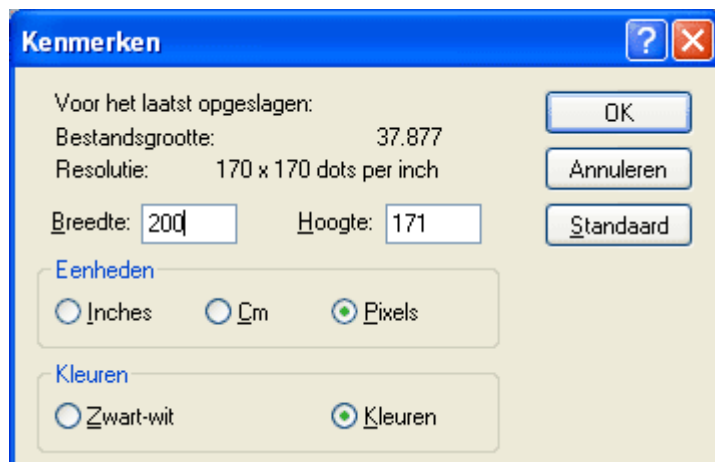 Kenmerken
Voor het laatst opgeslagen:
OK
Bestandsgrootte: 37.877
Resolutie: 170 x 170 dots per inch
Annuleren
Breedte: 200 Hoogte: 171
Standaard
Eenheden
Inches Cm Pixels
Kleuren
Zwart-wit Kleuren